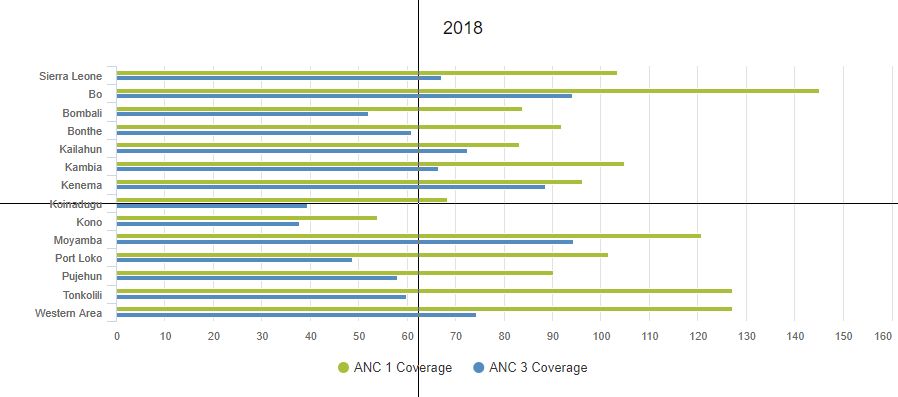 2018
Sierra Leone
Bo
Bombali
Bonthe
Kailahun
Kambia
Kenema
Koinadugu
Kono
Moyamba
Port Loko
Pujehun
Tonkolili
Western Area
0 10 20 30 40 50 60 70 80 90 100 110 120 130 140 150 160
ANC 1 Coverage ANC 3 Coverage